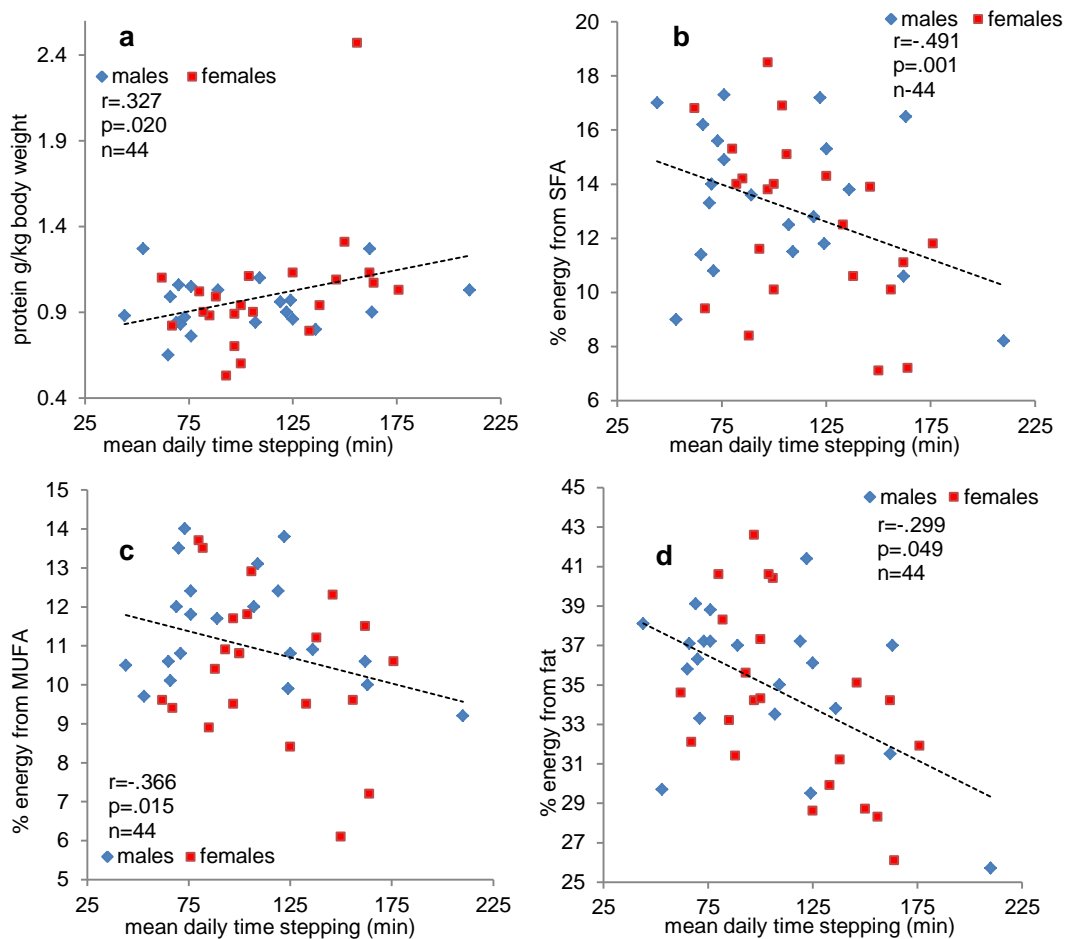 a
2.4
1.9
1.4
0.9
0.4
protein g/kg body weight
males females
r=.327
p=.020
n=44
25 75 125 175 225
mean daily time stepping (min)
b
20
18
16
14
12
10
8
6
% energy from SFA
males females
r=-.491
p=.001
n-44
25 75 125 175 225
mean daily time stepping (min)
c
15
14
13
12
11
10
9
8
7
6
5
% energy from MUFA
r=-.366
p=.015
n=44
males females
25 75 125 175 225
mean daily time stepping (min)
d
45
43
41
39
37
35
33
31
29
27
25
% energy from fat
males females
r=-.299
p=.049
n=44
25 75 125 175 225
mean daily time stepping (min)